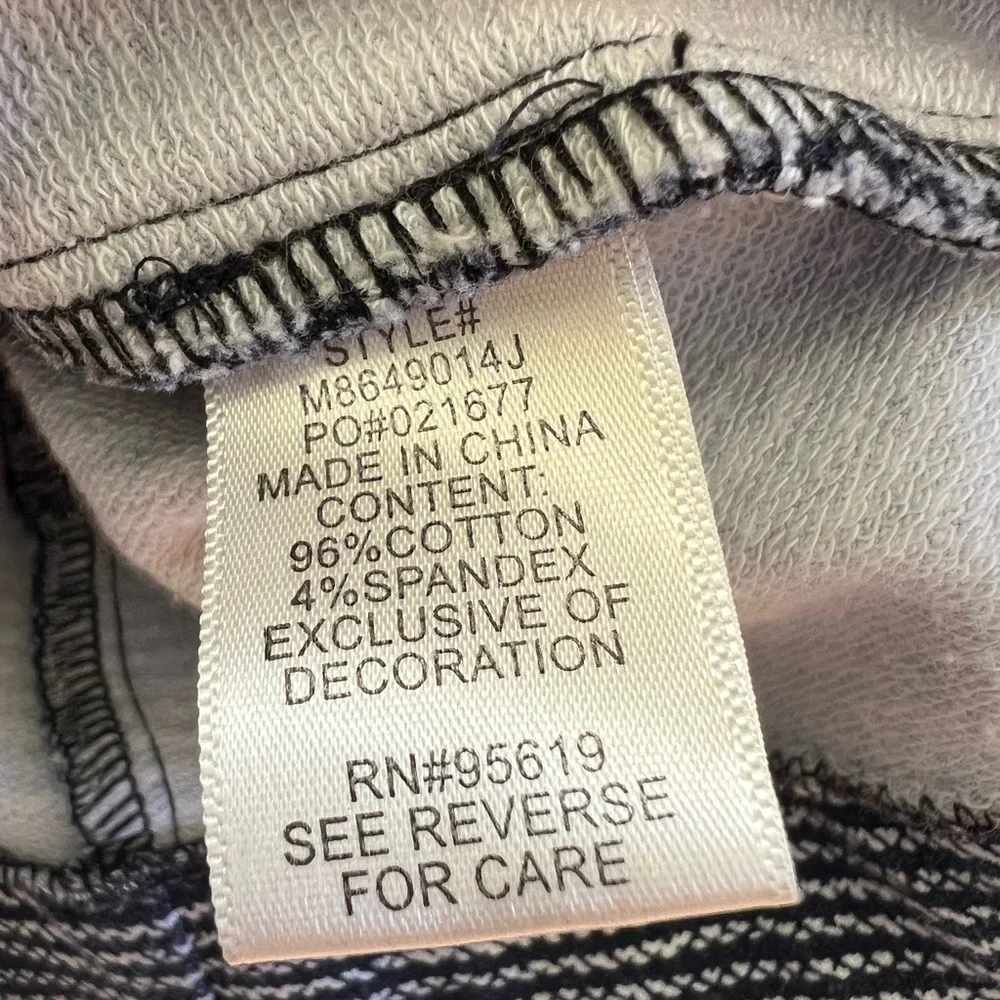 STYLE#
M8649014J
PO#021677
MADE IN CHINA
CONTENT:
96%COTTON
4%SPANDEX
EXCLUSIVE OF
DECORATION
RN#95619
SEE REVERSE
FOR CARE